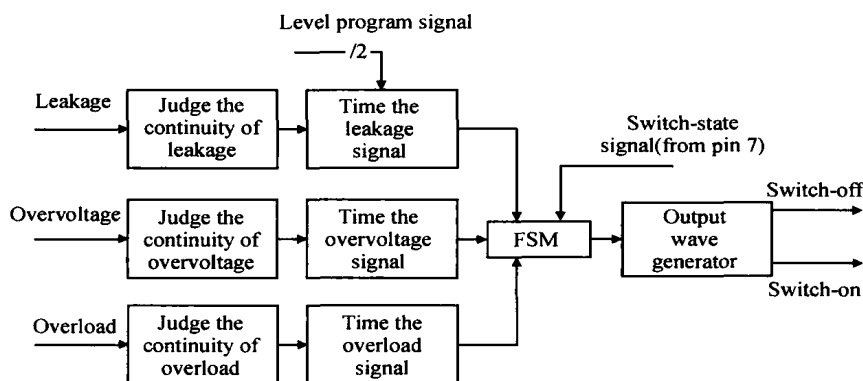 Level program signal
/2
Leakage
Judge the
continuity of
leakage
Time the
leakage
signal
Switch-state
signal(from pin 7)
Overvoltage
Judge the
continuity of
overvoltage
Time the
overvoltage
signal
FSM
Output
wave
generator
Switch-off
Switch-on
Overload
Judge the
continuity of
overload
Time the
overload
signal